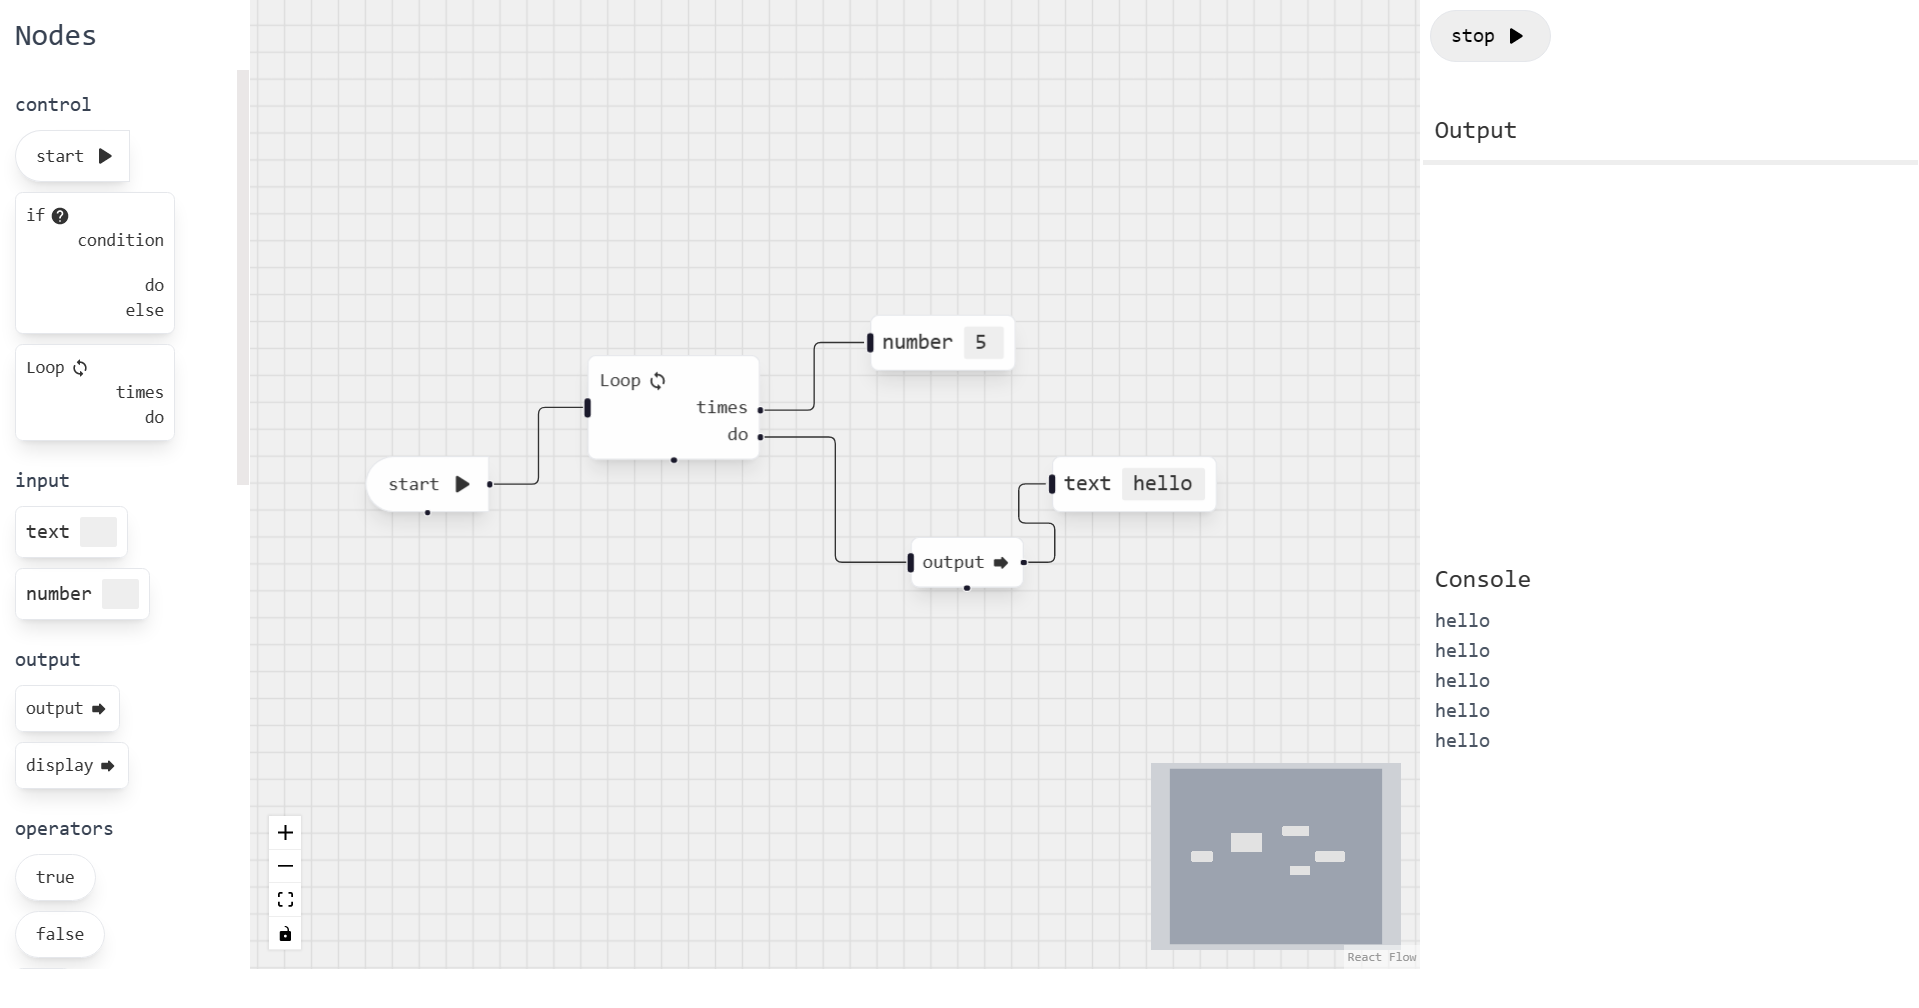 Nodes
control
start
if
condition
do
else
Loop
times
do
input
text
number
output
output
display
operators
true
false
start
Loop
times
do
number 5
text hello
output
React Flow
stop
Output
Console
hello
hello
hello
hello
hello